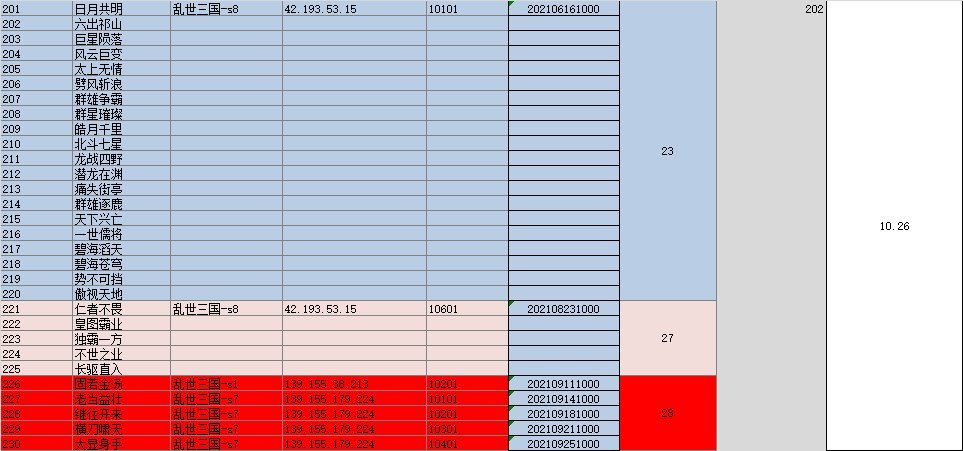 201 日月共明 乱世三国-s8 42.193.53.15 10101 202106161000 202
202 六出祁山
203 巨星陨落
204 风云巨变
205 太上无情
206 劈风斩浪
207 群雄争霸
208 群星璀璨
209 皓月千里
210 北斗七星
211 龙战四野 23
212 潜龙在渊
213 痛失街亭
214 群雄逐鹿
215 天下兴亡
216 一世儒将 10.26
217 碧海滔天
218 碧海苍穹
219 势不可挡
220 傲视天地
221 仁者不畏 乱世三国-s8 42.193.53.15 10601 202108231000
222 皇图霸业
223 独霸一方 27
224 不世之业
225 长驱直入
226 固若金汤 乱世三国-s1 139.155.38.213 10201 202109111000
227 老当益壮 乱世三国-s7 139.155.179.224 10101 202109141000
228 继往开来 乱世三国-s7 139.155.179.224 10201 202109181000 28
229 横刀啸天 乱世三国-s7 139.155.179.224 10301 202109211000
230 大显身手 乱世三国-s7 139.155.179.224 10401 202109251000